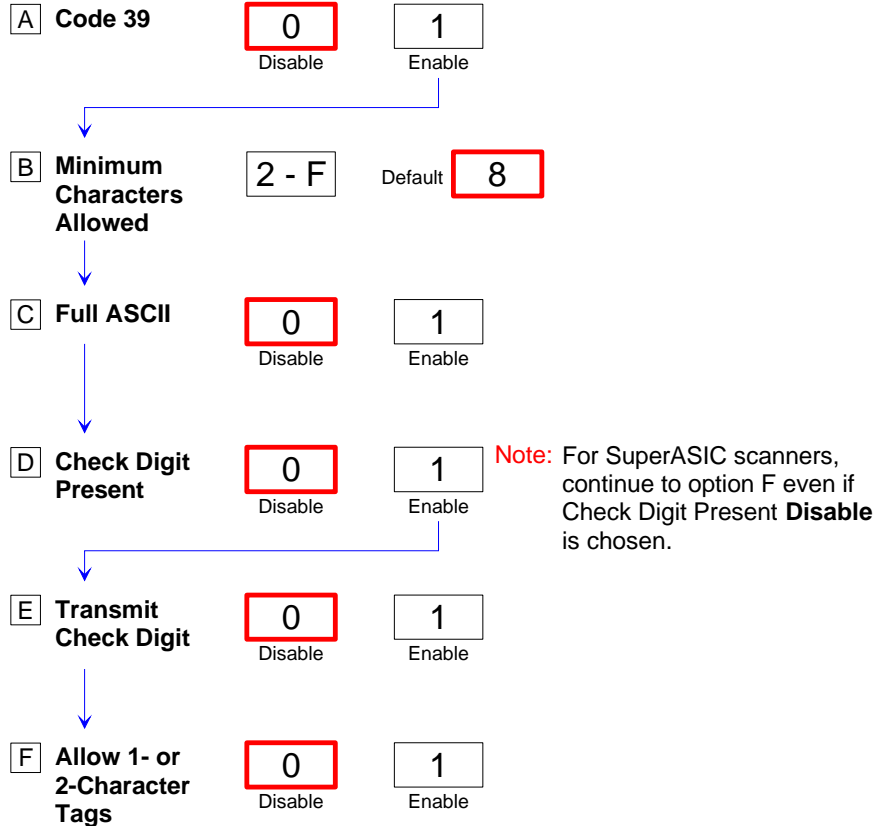 A Code 39 0 1
Disable Enable
B Minimum 2 - F Default 8
Characters
Allowed
C Full ASCII 0 1
Disable Enable
D Check Digit 0 1 Note: For SuperASIC scanners,
Present continue to option F even if
Disable Enable Check Digit Present Disable
is chosen.
E Transmit 0 1
Check Digit
Disable Enable
F Allow 1- or 0 1
2-Character
Disable Enable
Tags